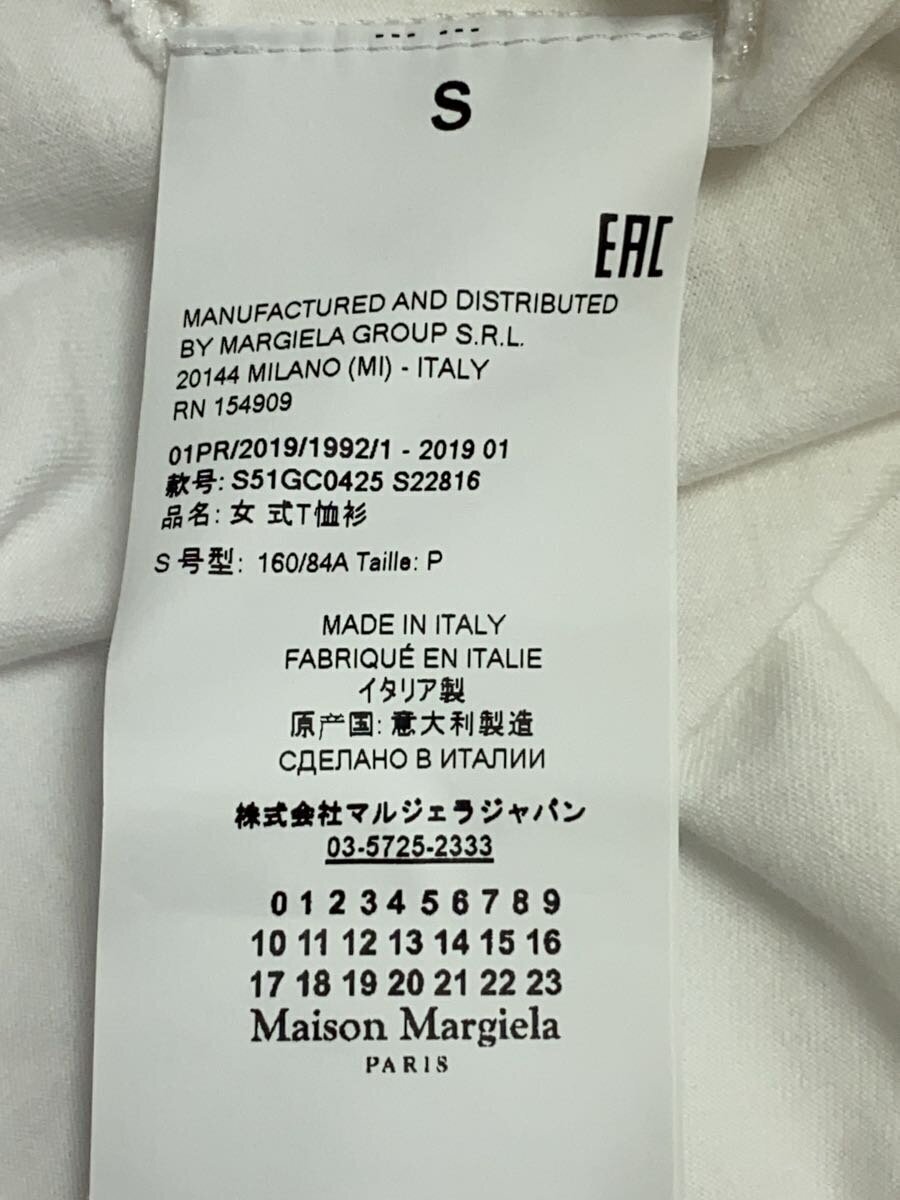 S
EAC
MANUFACTURED AND DISTRIBUTED
BY MARGIELA GROUP S.R.L.
20144 MILANO (MI) - ITALY
RN 154909
01PR/2019/1992/1 - 2019 01
款号: S51GC0425 S22816
品名: 女 式T恤衫
S 号型: 160/84A Taille: P
MADE IN ITALY
FABRIQUÉ EN ITALIE
イタリア製
原产国: 意大利製造
СДЕЛАНО В ИТАЛИИ
株式会社マルジェラジャパン
03-5725-2333
0 1 2 3 4 5 6 7 8 9
10 11 12 13 14 15 16
17 18 19 20 21 22 23
Maison Margiela
PARIS